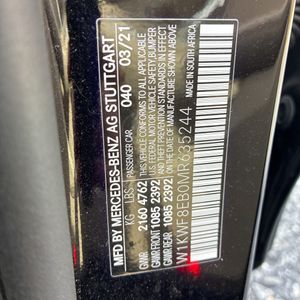 MFD BY MERCEDES-BENZ AG STUTTGART
PASSENGER CAR 040 03/21
KG LBS THIS VEHICLE CONFORMS TO ALL APPLICABLE
GVWR 2160 4762 U.S. FEDERAL MOTOR VEHICLE SAFETY BUMPER
GAWR FRONT 1085 2392 AND THEFT PREVENTION STANDARDS IN EFFECT
GAWR REAR 1085 2392 ON THE DATE OF MANUFACTURE SHOWN ABOVE.
MADE IN SOUTH AFRICA
W1KWF8EB0MR635244